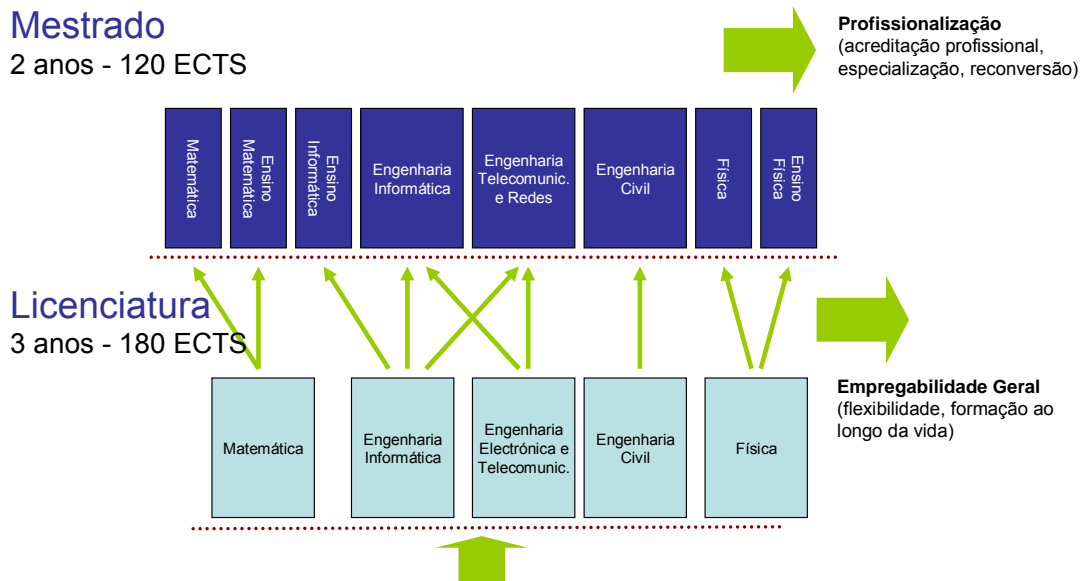 Mestrado
2 anos - 120 ECTS
Profissionalização
(acreditação profissional,
especialização, reconversão)
Matemática
Ensino
Matemática
Ensino
Informática
Engenharia
Informática
Engenharia
Telecomunic.
e Redes
Engenharia
Civil
Física
Ensino
Física
Licenciatura
3 anos - 180 ECTS
Empregabilidade Geral
(flexibilidade, formação ao
longo da vida)
Matemática
Engenharia
Informática
Engenharia
Electrónica e
Telecomunic.
Engenharia
Civil
Física